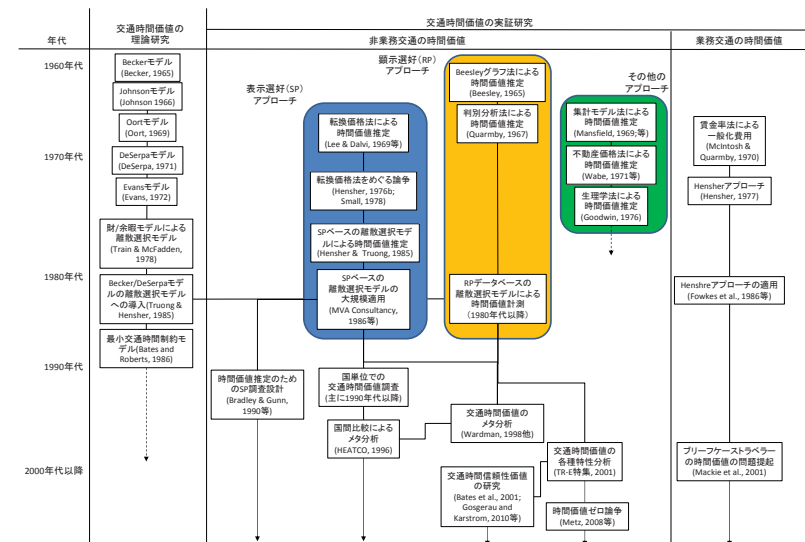 交通時間価値の実証研究
年代
交通時間価値の
理論研究
非業務交通の時間価値
業務交通の時間価値
1960年代
1970年代
1980年代
1990年代
2000年代以降
Beckerモデル
(Becker, 1965)
Johnsonモデル
(Johnson 1966)
Oortモデル
(Oort, 1969)
DeSerpaモデル
(DeSerpa, 1971)
Evansモデル
(Evans, 1972)
財/余暇モデルによる
離散選択モデル
(Train & McFadden,
1978)
Becker/DeSerpaモデ
ルの離散選択モデル
への導入(Truong &
Hensher, 1985)
最小交通時間制約モ
デル(Bates and
Roberts, 1986)
表示選好(SP)
アプローチ
転換価格法による
時間価値推定
(Lee & Dalvi,
1969等)
転換価格法をめぐる論争
(Hensher, 1976b;
Small, 1978)
SPベースの離散選択モデ
ルによる時間価値推定
(Hensher & Truong, 1985)
SPベースの
離散選択モデルの
大規模適用
(MVA Consultancy,
1986等)
顕示選好(RP)
アプローチ
Beesleyグラフ法による
時間価値推定
(Beesley, 1965)
判別分析法による
時間価値推定
(Quarmby, 1967)
RPデータベースの
離散選択モデルによる
時間価値計測
(1980年代以降)
その他の
アプローチ
集計モデル法による
時間価値推定
(Mansfield, 1969;等)
不動産価格法による
時間価値推定
(Wabe, 1971等)
生理学法による
時間価値推定
(Goodwin, 1976)
賃金率法による
一般化費用
(McIntosh &
Quarmby, 1970)
Hensherアプローチ
(Hensher, 1977)
Henshreアプローチの適用
(Fowkes et al., 1986等)
ブリーフケーストラベラー
の時間価値の問題提起
(Mackie et al., 2001)
時間価値推定のため
のSP調査設計
(Bradley & Gunn,
1990等)
国単位での
交通時間価値調査
(主に1990年代以降)
国間比較による
メタ分析
(HEATCO, 1996)
交通時間価値の
メタ分析
(Wardman, 1998他)
交通時間価値の
各種特性分析
(TR-E特集, 2001)
交通時間信頼性価値
の研究
(Bates et al., 2001;
Gosgerau and
Karstrom, 2010等)
時間価値ゼロ論争
(Metz, 2008等)